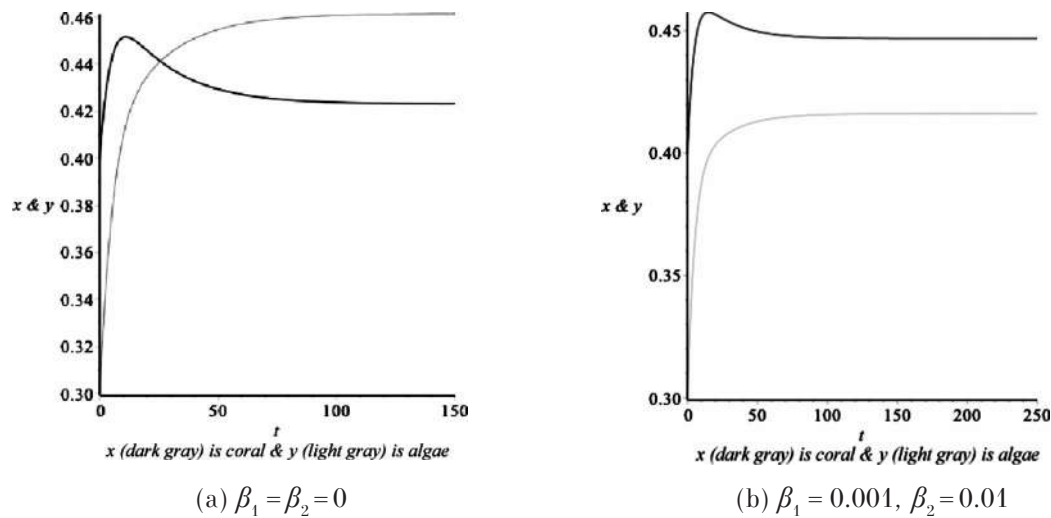 0.46
0.44
0.42
0.40
x & y 0.38
0.36
0.34
0.32
0.30
0 50 100 150
t
x (dark gray) is coral & y (light gray) is algae
(a) β₁ = β₂ = 0
0.45
0.40
x & y
0.35
0.30
0 50 100 150 200 250
t
x (dark gray) is coral & y (light gray) is algae
(b) β₁ = 0.001, β₂ = 0.01